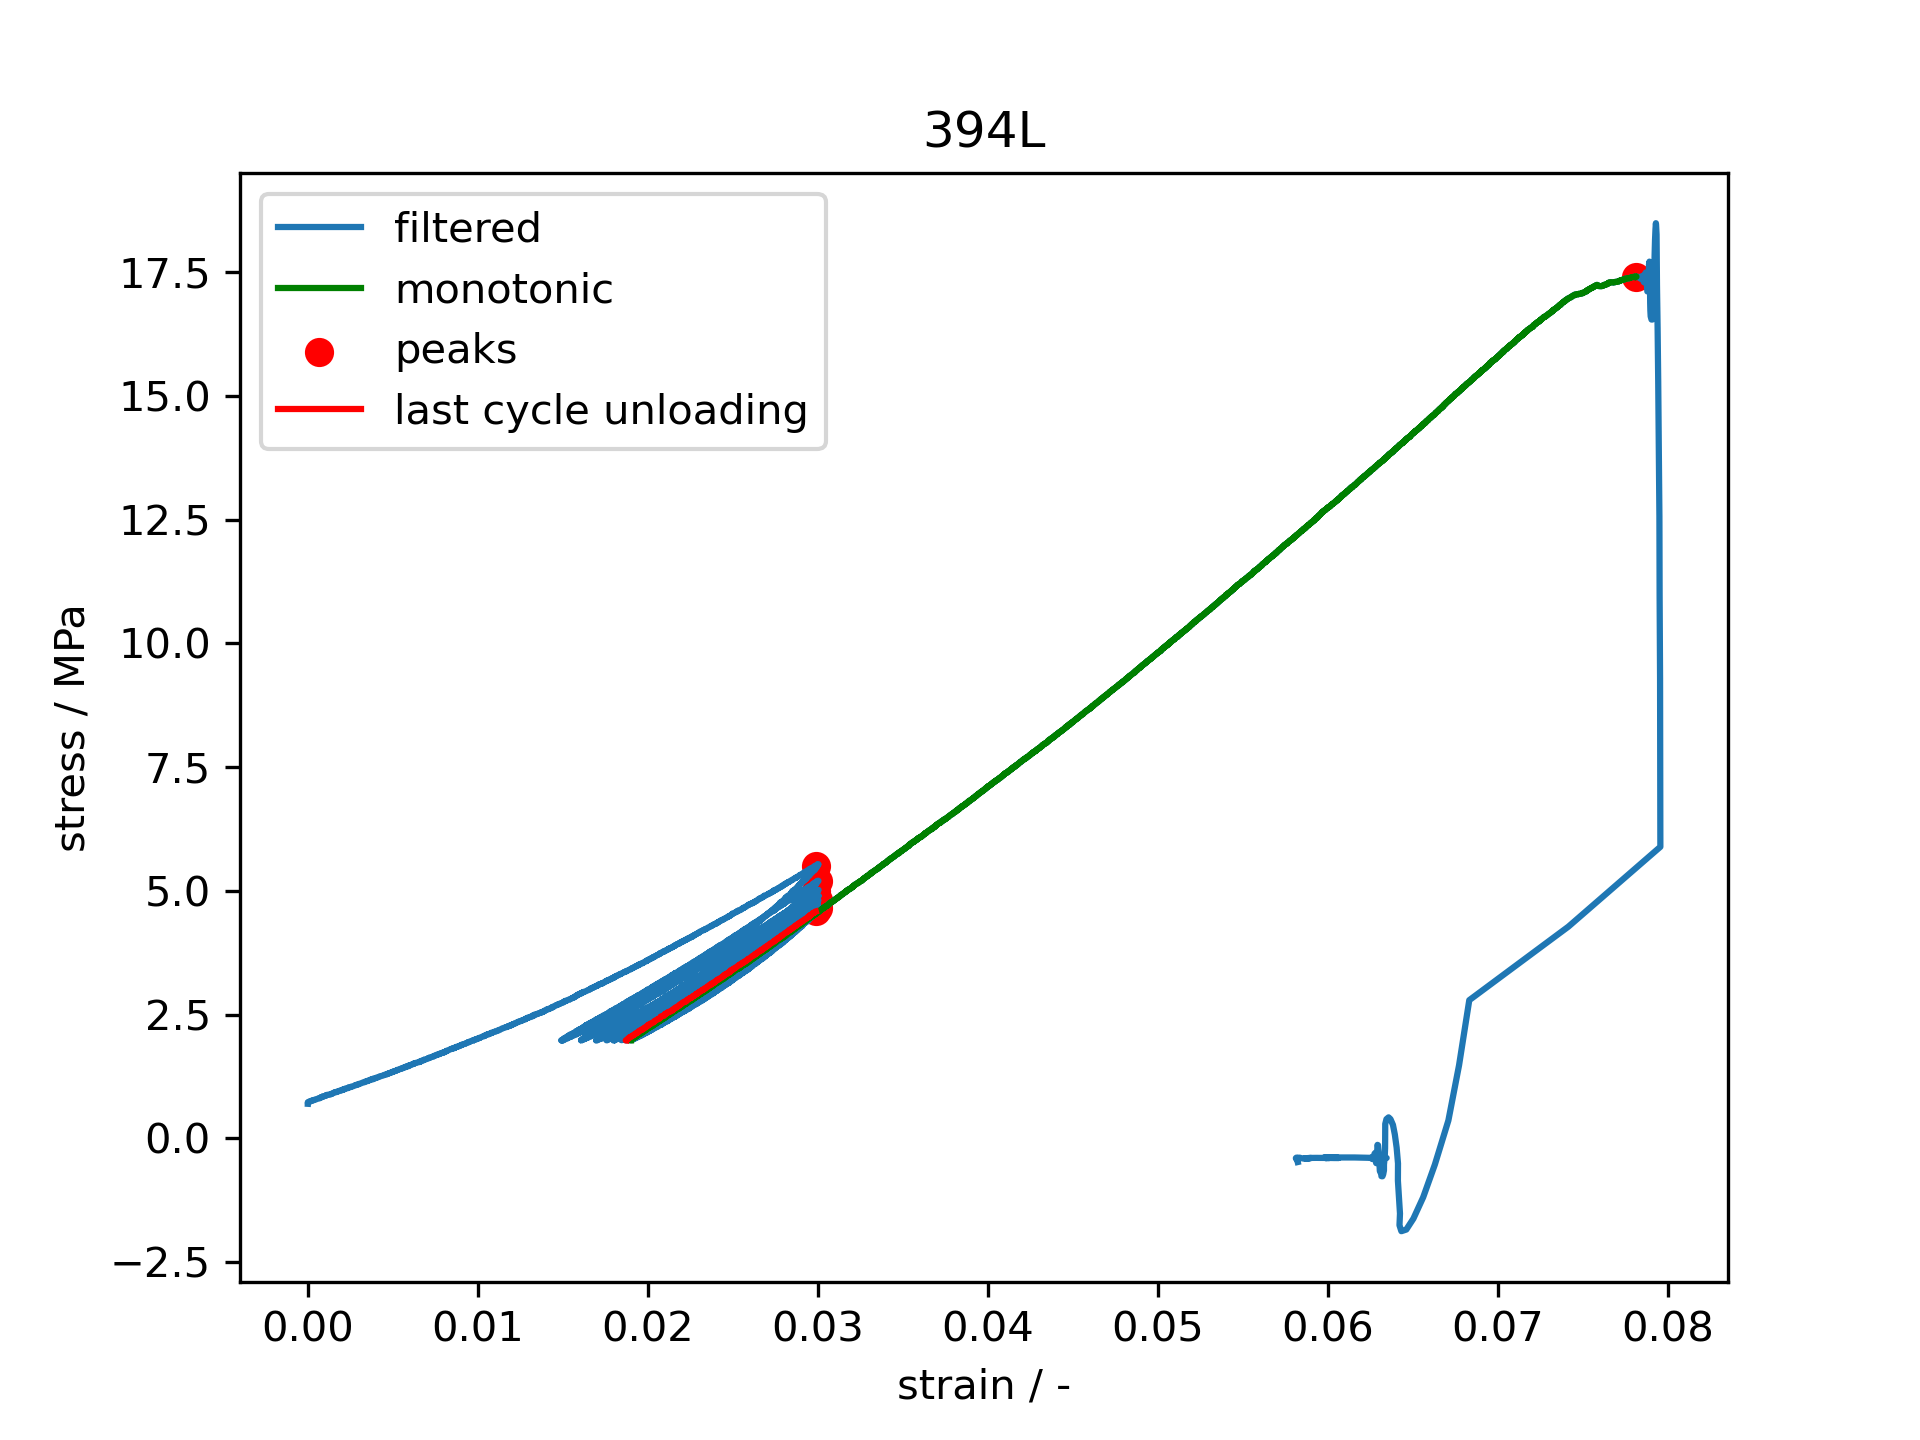 394L
filtered
monotonic
peaks
last cycle unloading
17.5
15.0
12.5
10.0
7.5
5.0
2.5
0.0
−2.5
stress / MPa
0.00 0.01 0.02 0.03 0.04 0.05 0.06 0.07 0.08
strain / -